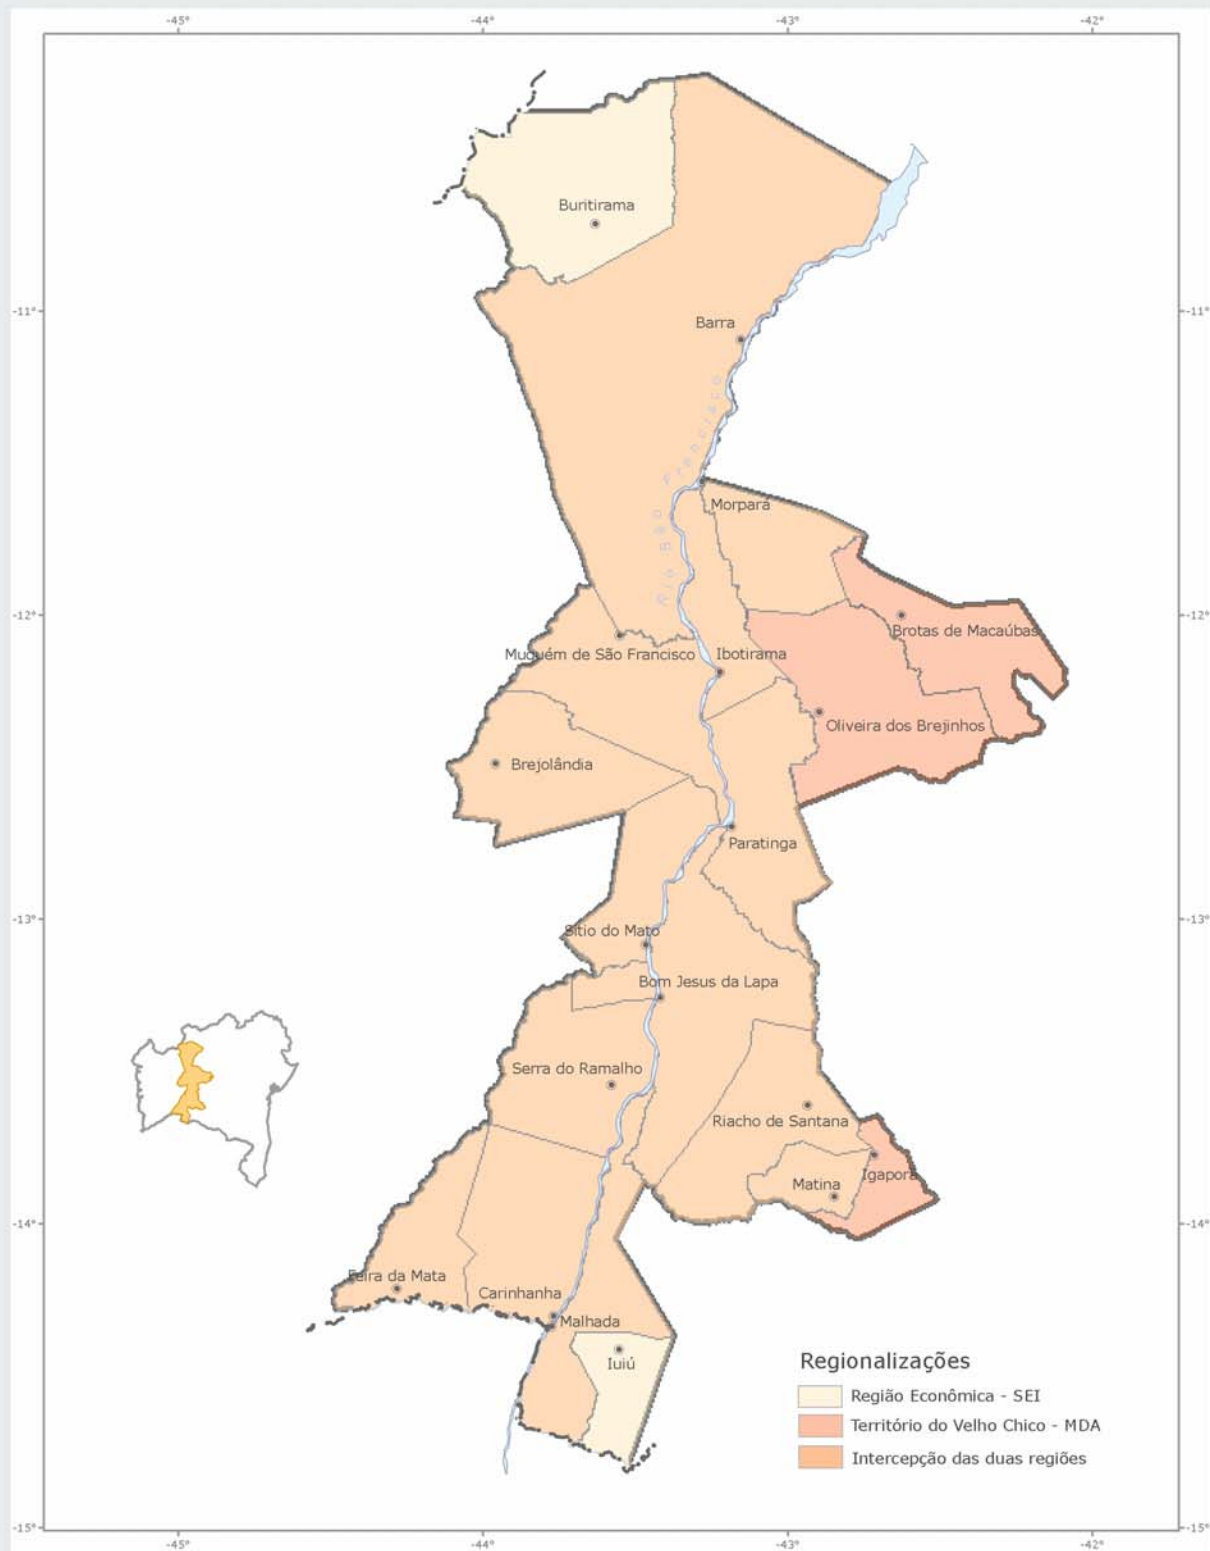 -45° -44° -43° -42°
Buritirama
-11° -11°
Barra
Rio São Francisco
Morpará
-12° -12°
Brotas de Macaúbas
Muquém de São Francisco Ibotirama
Oliveira dos Brejinhos
Brejolândia
Paratinga
-13° -13°
Sítio do Mato
Bom Jesus da Lapa
Serra do Ramalho
Riacho de Santana
Igaporã
Matina
-14° -14°
Feira da Mata
Carinhanha
Malhada
Iuiú
Regionalizações
Região Econômica - SEI
Território do Velho Chico - MDA
Intercepção das duas regiões
-15° -15°
-45° -44° -43° -42°